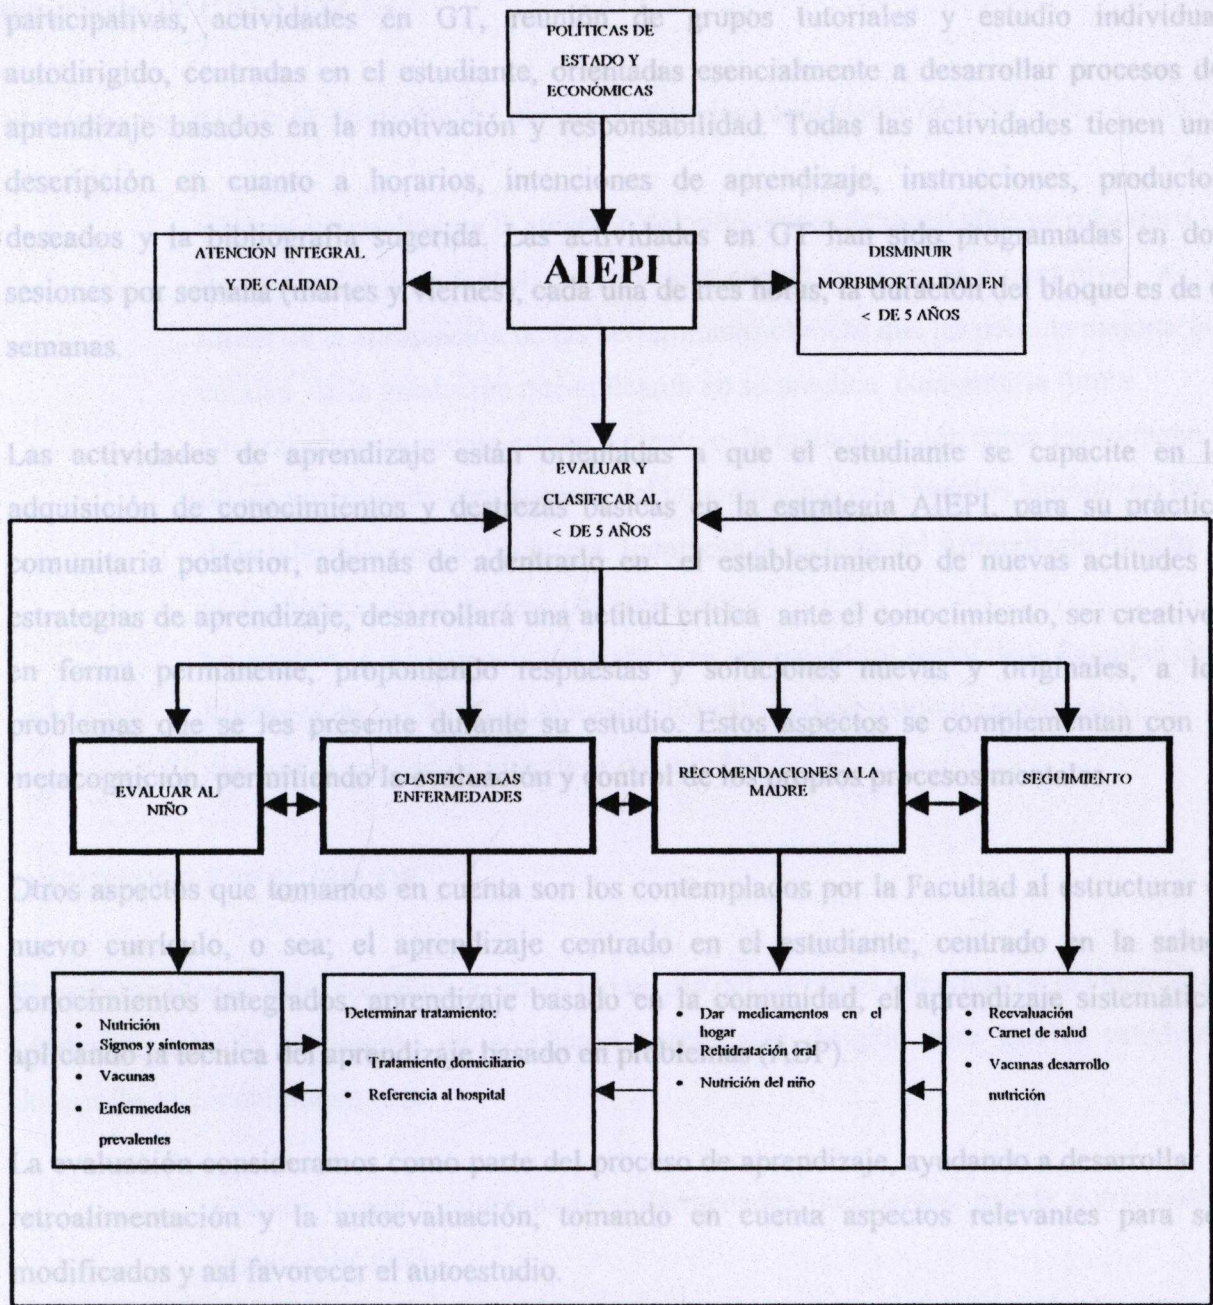 POLÍTICAS DE
ESTADO Y
ECONÓMICAS
ATENCIÓN INTEGRAL
Y DE CALIDAD
AIEPI
DISMINUIR
MORBIMORTALIDAD EN
< DE 5 AÑOS
EVALUAR Y
CLASIFICAR AL
< DE 5 AÑOS
EVALUAR AL
NIÑO
CLASIFICAR LAS
ENFERMEDADES
RECOMENDACIONES A LA
MADRE
SEGUIMIENTO
• Nutrición
• Signos y síntomas
• Vacunas
• Enfermedades
prevalentes
Determinar tratamiento:
• Tratamiento domiciliario
• Referencia al hospital
• Dar medicamentos en el
hogar
• Rehidratación oral
• Nutrición del niño
• Reevaluación
• Carnet de salud
• Vacunas desarrollo
nutrición
participativas, actividades en GT, reunión de grupos tutoriales y estudio individua
autodirigido, centradas en el estudiante, orientadas esencialmente a desarrollar procesos de
aprendizaje basados en la motivación y responsabilidad. Todas las actividades tienen un
descripción en cuanto a horarios, intenciones de aprendizaje, instrucciones, producto
deseados y la bibliografía sugerida. Las actividades en GT han sido programadas en do
sesiones por semana (martes y viernes), cada una de tres horas, la duración del bloque es de
semanas.
Las actividades de aprendizaje están orientadas a que el estudiante se capacite en l
adquisición de conocimientos y destrezas básicas en la estrategia AIEPI, para su práctic
comunitaria posterior, además de adentrarlo en el establecimiento de nuevas actitudes
estrategias de aprendizaje, desarrollará una actitud crítica ante el conocimiento, ser creativo
en forma permanente, proponiendo respuestas y soluciones nuevas y originales, a lo
problemas que se les presente durante su estudio. Estos aspectos se complementan con
metacognición, permitiendo la y control de los propios procesos mentales
Otros aspectos que tomamos en cuenta son los contemplados por la Facultad al estructurar e
nuevo currículo, o sea; el aprendizaje centrado en el estudiante, centrado en la salud
conocimientos integrados, aprendizaje basado en la comunidad, el aprendizaje sistemático
aplicando la técnica del aprendizaje basado en problemas (ABP).
La evaluación consideramos como parte del proceso de aprendizaje, ayudando a desarrollar
retroalimentación y la autoevaluación, tomando en cuenta aspectos relevantes para se
modificados y así favorecer el autoestudio.